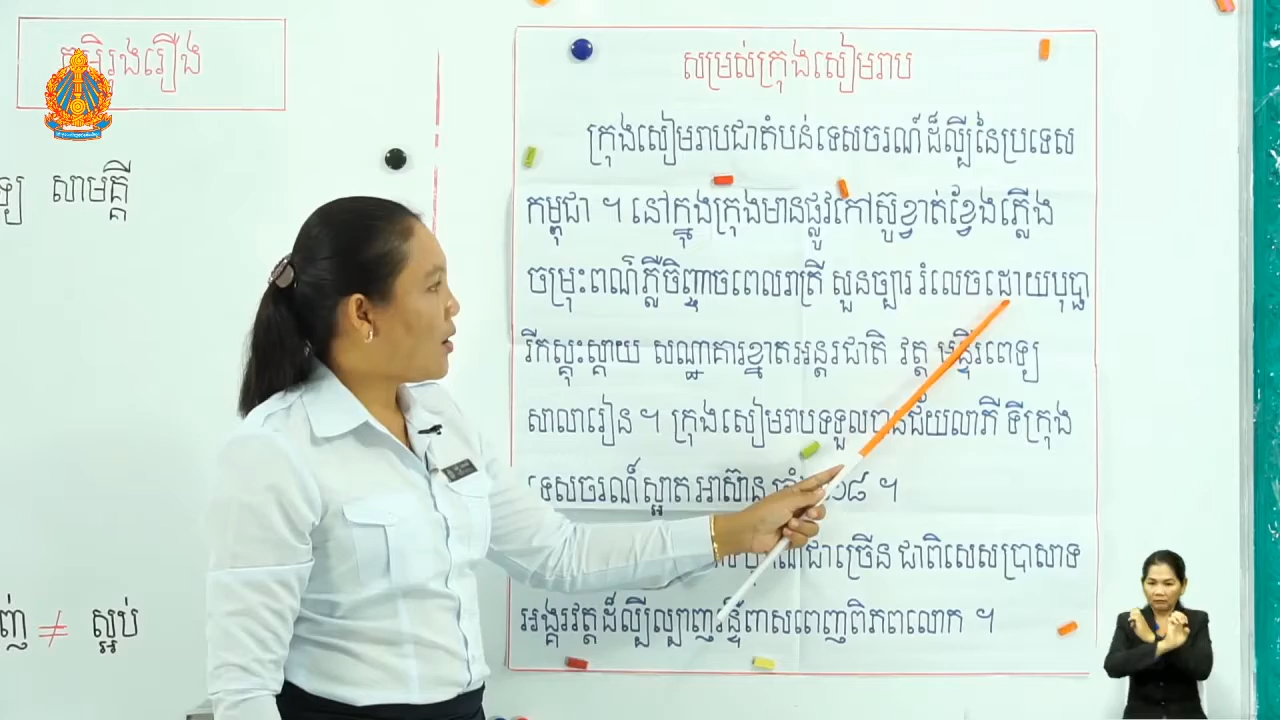 រឿង
សាមគ្គី
ស្អប់
សម្រស់ក្រុងសៀមរាប
ក្រុងសៀមរាបជាតំបន់ទេសចរណ៍ដ៏ល្បីនៃប្រទេស
កម្ពុជា ។ នៅក្នុងក្រុងមានផ្លូវកៅស៊ូខ្វាត់ខ្វែងភ្លើង
ចម្រុះពណ៌ភ្លឺចិញ្ចាចពេលរាត្រី សួនច្បារ រំលេចដោយបុប្ផា
រីកស្គុះស្គាយ សណ្ឋាគារខ្នាតអន្តរជាតិ វត្ត មន្ទីរពេទ្យ
សាលារៀន ។ ក្រុងសៀមរាបទទួលបានជ័យលាភី ទីក្រុង
ទេសចរណ៍ស្អាត អាស៊ាន ១៨ ។
ជាច្រើន ជាពិសេសប្រាសាទ
អង្គរវត្តដ៏ល្បីល្បាញរន្ទឺពាសពេញពិភពលោក ។